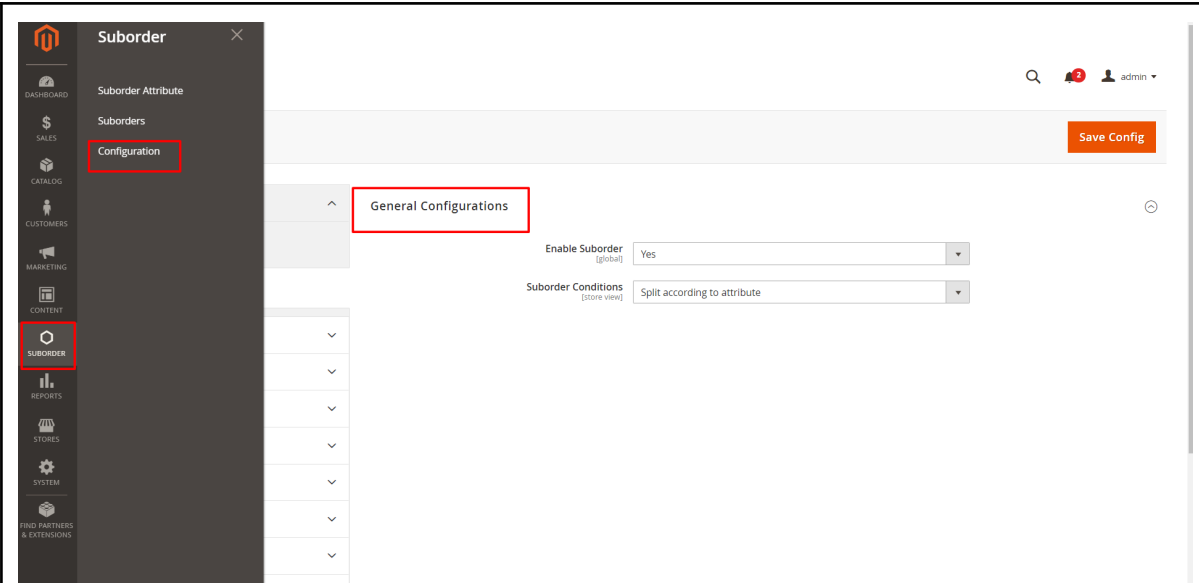 Suborder
Suborder Attribute
Suborders
Configuration
DASHBOARD
$
SALES
CATALOG
CUSTOMERS
MARKETING
CONTENT
SUBORDER
REPORTS
STORES
SYSTEM
FIND PARTNERS
& EXTENSIONS
2
admin
Save Config
General Configurations
Enable Suborder
[global]
Yes
Suborder Conditions
[store view]
Split according to attribute